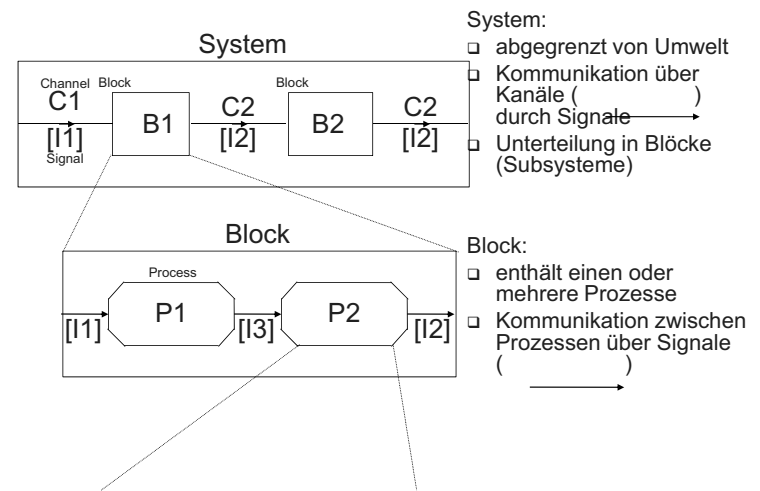 System
Channel Block Block
C1 C2 C2
B1 B2
[I1] [I2] [I2]
Signal
System:
❑ abgegrenzt von Umwelt
❑ Kommunikation über
Kanäle ( )
durch Signale
❑ Unterteilung in Blöcke
(Subsysteme)
Block
Process
P1 P2
[I1] [I3] [I2]
Block:
❑ enthält einen oder
mehrere Prozesse
❑ Kommunikation zwischen
Prozessen über Signale
( )